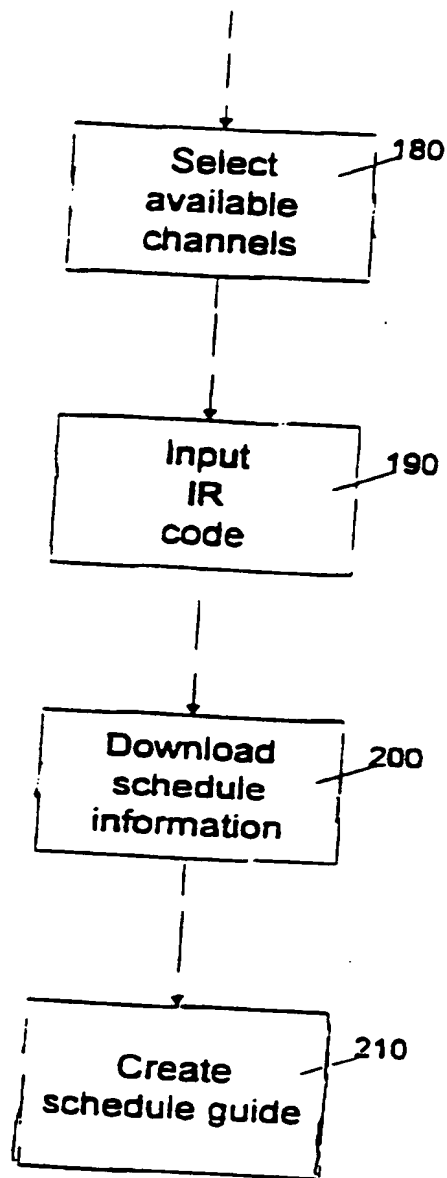 Select
available
channels
180
Input
IR
code
190
Download
schedule
information
200
Create
schedule guide
210